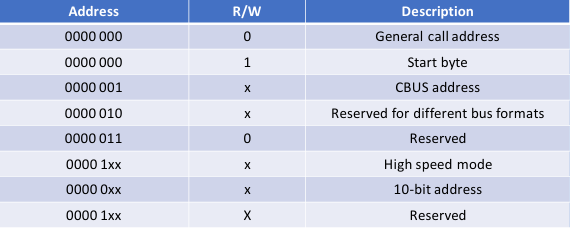 Address R/W Description
0000 000 0 General call address
0000 000 1 Start byte
0000 001 x CBUS address
0000 010 x Reserved for different bus formats
0000 011 0 Reserved
0000 1xx x High speed mode
0000 0xx x 10-bit address
0000 1xx X Reserved